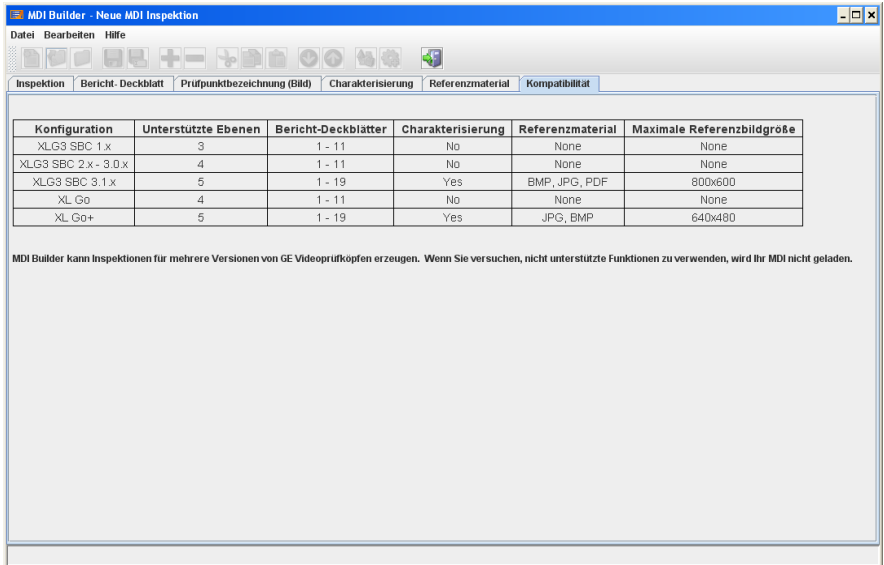 MDI Builder - Neue MDI Inspektion
Datei Bearbeiten Hilfe
Inspektion Bericht- Deckblatt Prüfpunktbezeichnung (Bild) Charakterisierung Referenzmaterial Kompatibilität
Konfiguration Unterstützte Ebenen Bericht-Deckblätter Charakterisierung Referenzmaterial Maximale Referenzbildgröße
XLG3 SBC 1.x 3 1 - 11 No None None
XLG3 SBC 2.x - 3.0.x 4 1 - 11 No None None
XLG3 SBC 3.1.x 5 1 - 19 Yes BMP, JPG, PDF 800x600
XL Go 4 1 - 11 No None None
XL Go+ 5 1 - 19 Yes JPG, BMP 640x480
MDI Builder kann Inspektionen für mehrere Versionen von GE Videoprüfköpfen erzeugen. Wenn Sie versuchen, nicht unterstützte Funktionen zu verwenden, wird Ihr MDI nicht geladen.